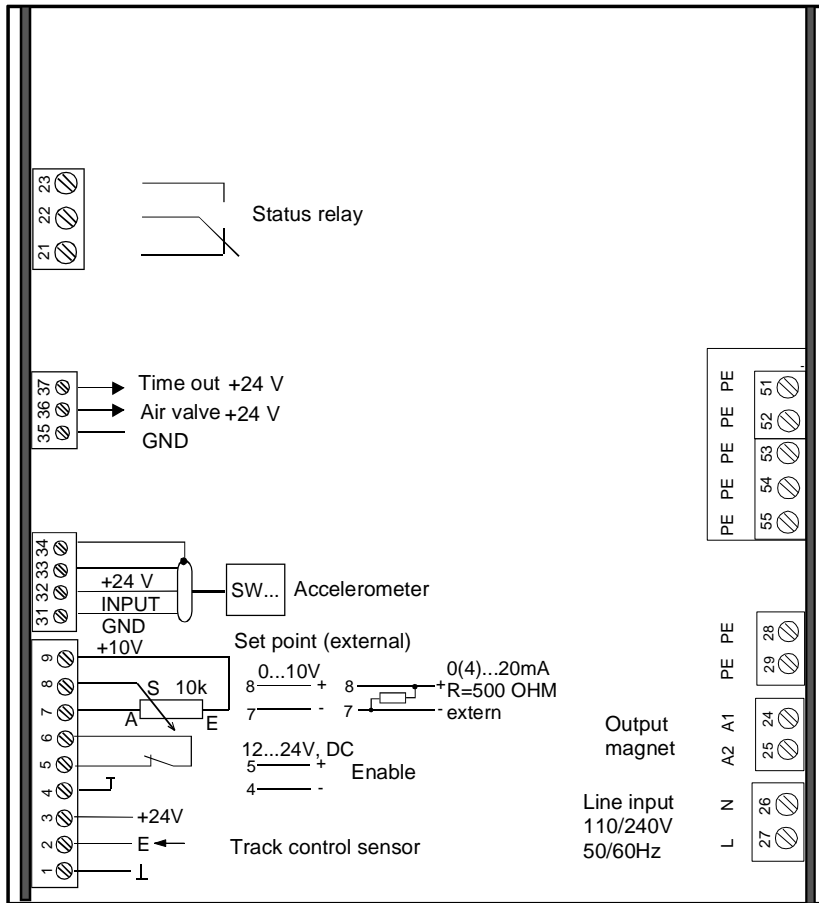 23
22
21
Status relay
37
36
35
Time out +24 V
Air valve +24 V
GND
PE 51
PE 52
PE 53
PE 54
PE 55
34
33
32
31
+24 V
INPUT
GND
SW...
Accelerometer
9
8
7
6
5
4
3
2
1
+10V
S 10k
A E
+24V
E
Set point (external)
0...10V
8 +
7 -
8 +
7 -
0(4)...20mA
R=500 OHM
extern
12...24V, DC
5 +
4 -
Enable
Track control sensor
PE 28
PE 29
Output
magnet
A1 24
A2 25
Line input
110/240V
50/60Hz
N 26
L 27